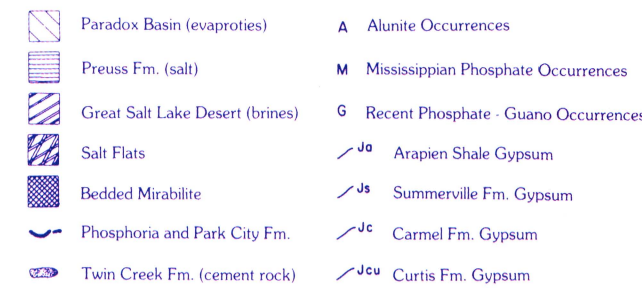 Paradox Basin (evaproties)
Preuss Fm. (salt)
Great Salt Lake Desert (brines)
Salt Flats
Bedded Mirabilite
Phosphoria and Park City Fm.
Twin Creek Fm. (cement rock)
A Alunite Occurrences
M Mississippian Phosphate Occurrences
G Recent Phosphate - Guano Occurrences
Ja Arapien Shale Gypsum
Js Summerville Fm. Gypsum
Jc Carmel Fm. Gypsum
Jcu Curtis Fm. Gypsum